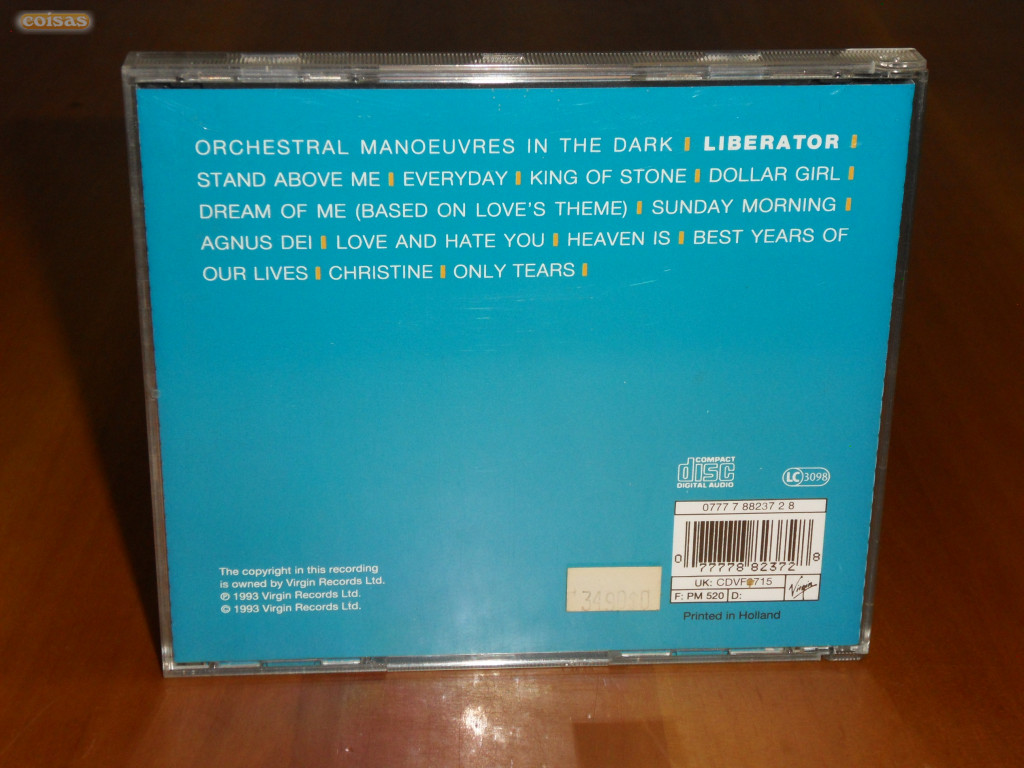 coisas
ORCHESTRAL MANOEUVRES IN THE DARK LIBERATOR
STAND ABOVE ME EVERYDAY KING OF STONE DOLLAR GIRL
DREAM OF ME (BASED ON LOVE'S THEME) SUNDAY MORNING
AGNUS DEI LOVE AND HATE YOU HEAVEN IS BEST YEARS OF
OUR LIVES CHRISTINE ONLY TEARS
COMPACT
disc
DIGITAL AUDIO
LC 3098
0777 7 88237 2 8
0 77778 82372 8
UK: CDVF
F: PM 520 D: Virgin
Printed in Holland
The copyright in this recording
is owned by Virgin Records Ltd.
℗ 1993 Virgin Records Ltd.
© 1993 Virgin Records Ltd.